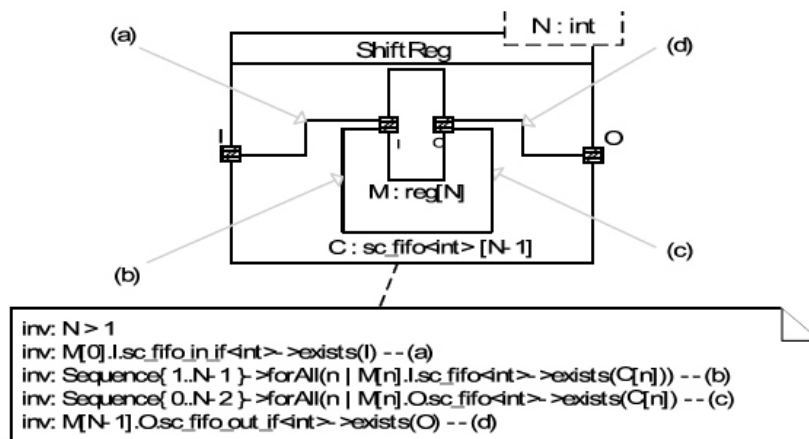 (a)
N : int
(d)
ShiftReg
I
O
I
O
M : reg[N]
(b)
C : sc_fifo<int> [N-1]
(c)
inv: N > 1
inv: M[0].I.sc_fifo_in_if<int>->exists(I) --(a)
inv: Sequence{ 1..N-1 }->forAll(n | M[n].I.sc_fifo<int>->exists(C[n])) --(b)
inv: Sequence{ 0..N-2 }->forAll(n | M[n].O.sc_fifo<int>->exists(C[n]) --(c)
inv: M[N-1].O.sc_fifo_out_if<int>->exists(O) --(d)